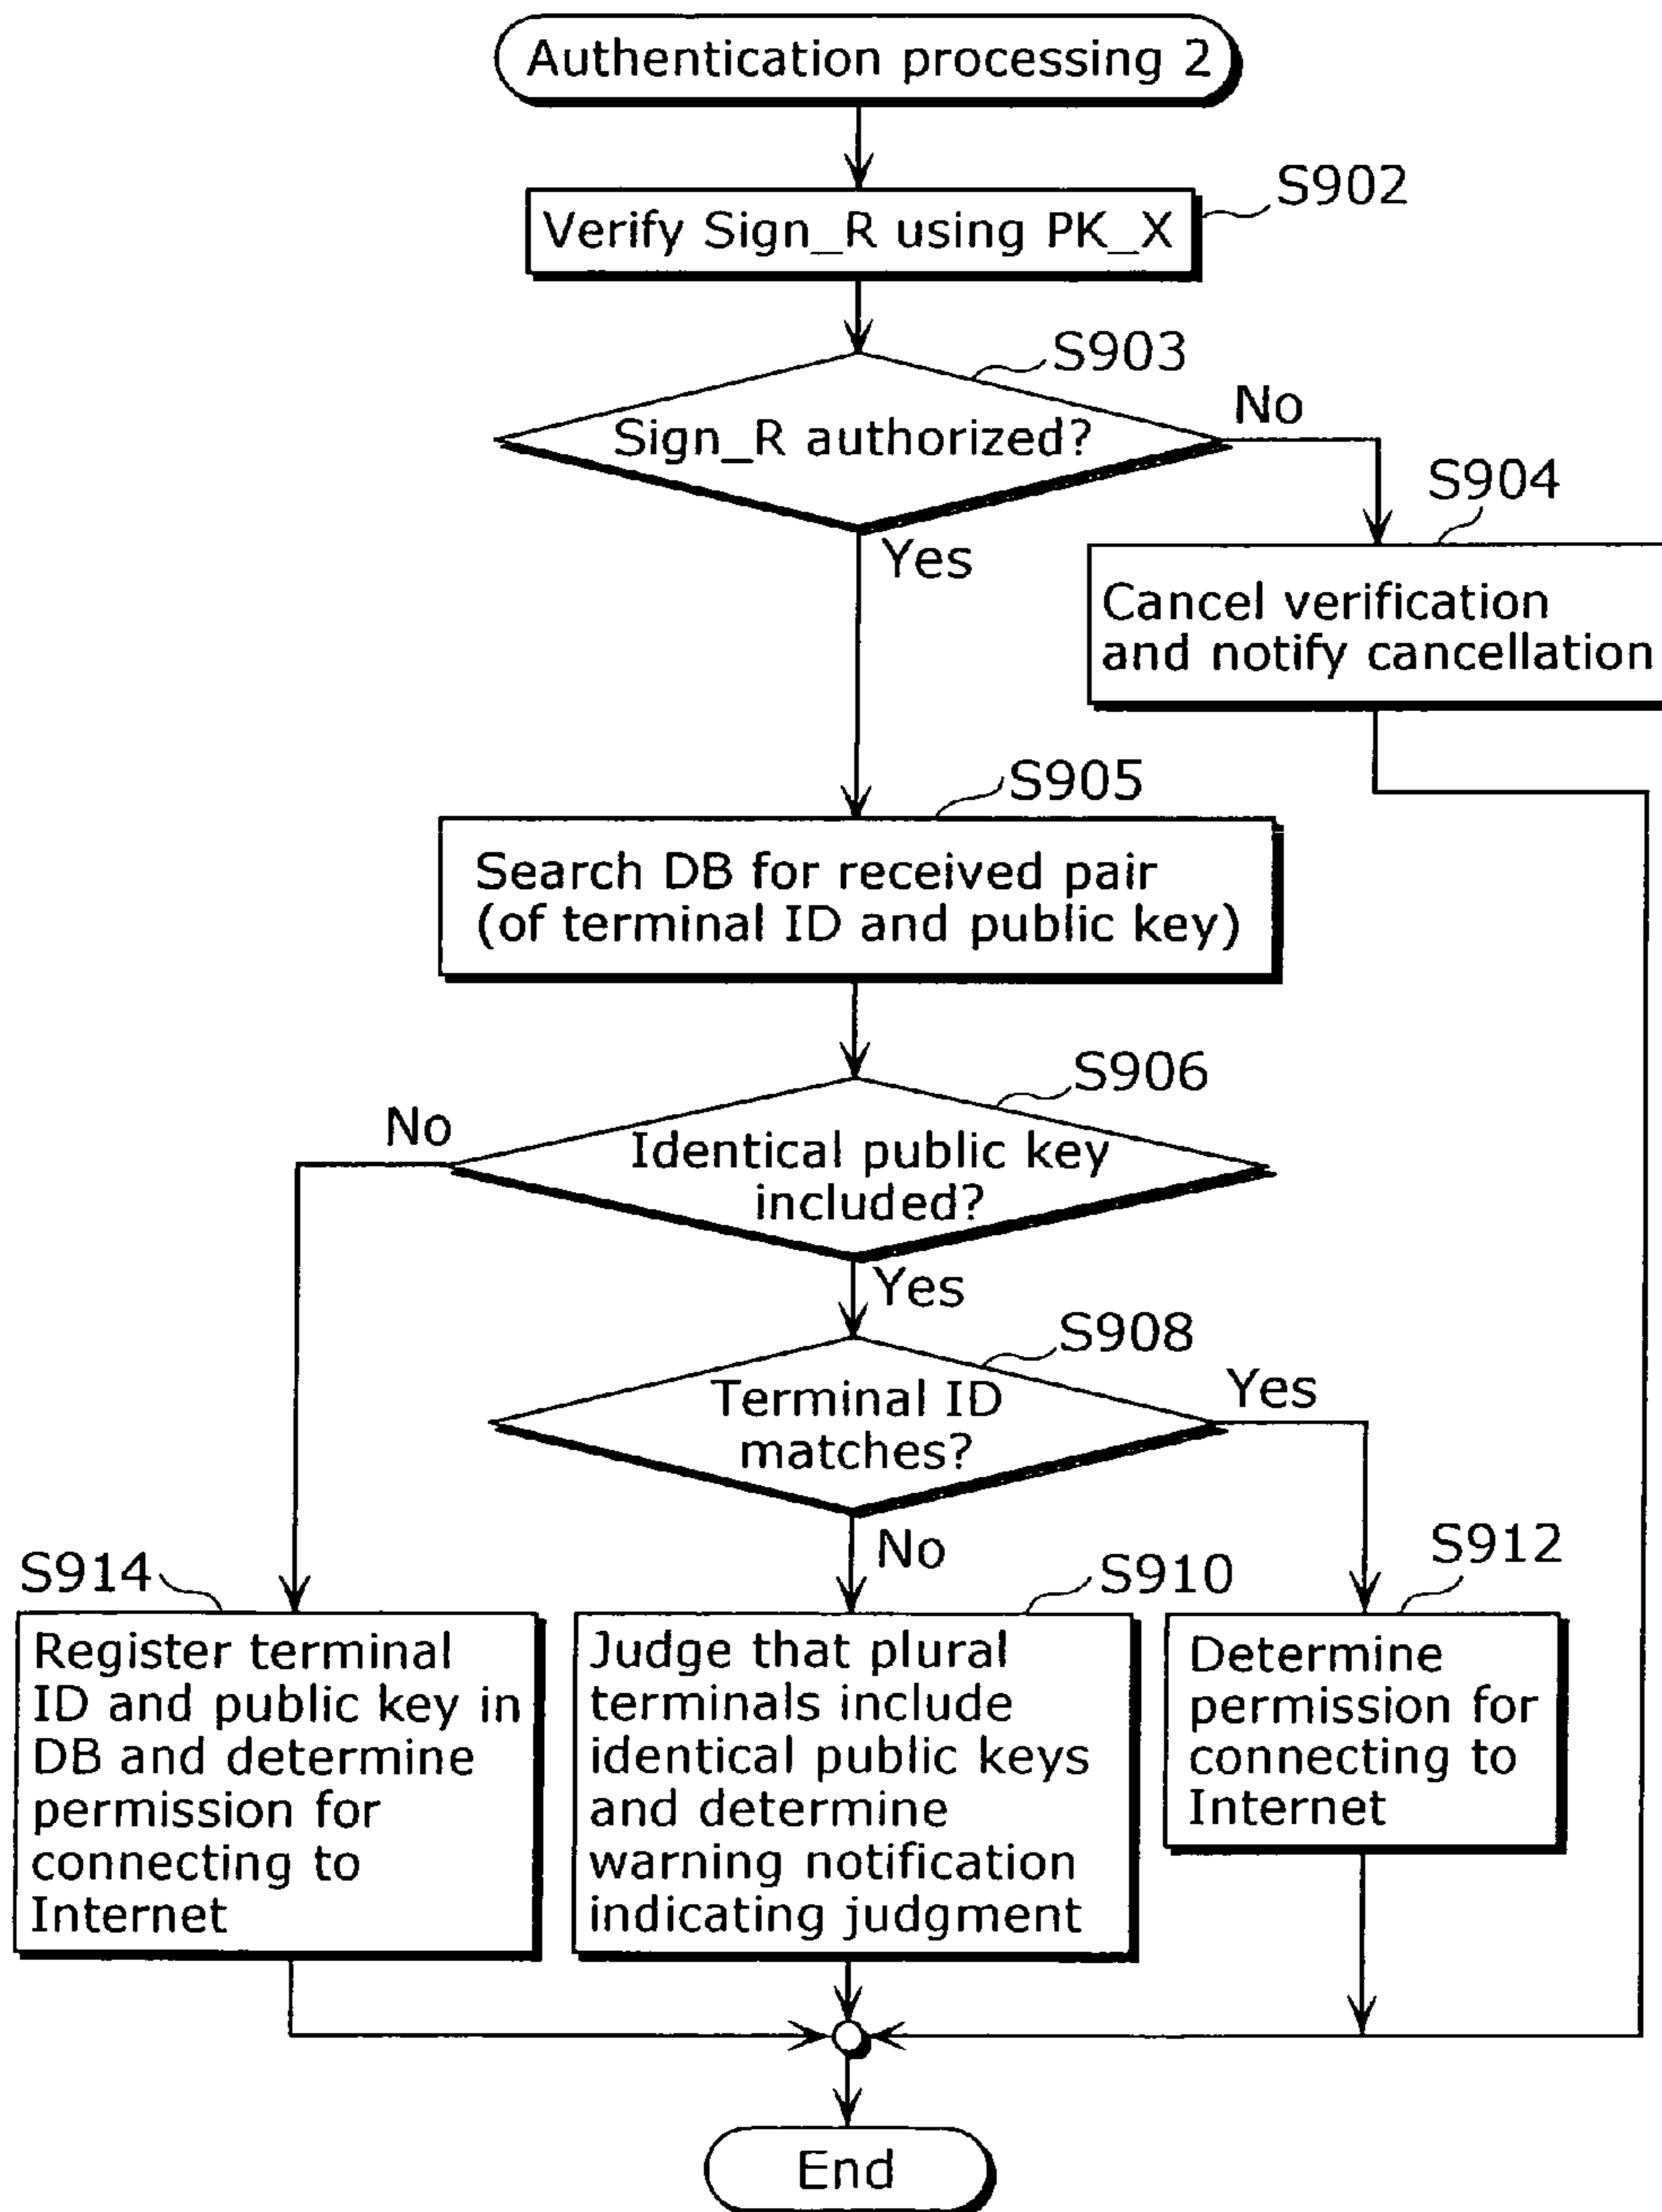 Authentication processing 2
S902
Verify Sign_R using PK_X
S903
Sign_R authorized?
No
Yes
S904
Cancel verification
and notify cancellation
S905
Search DB for received pair
(of terminal ID and public key)
S906
No
Identical public key
included?
Yes
S908
Terminal ID
matches?
Yes
No
S914
Register terminal
ID and public key in
DB and determine
permission for
connecting to
Internet
S910
Judge that plural
terminals include
identical public keys
and determine
warning notification
indicating judgment
S912
Determine
permission for
connecting to
Internet
End